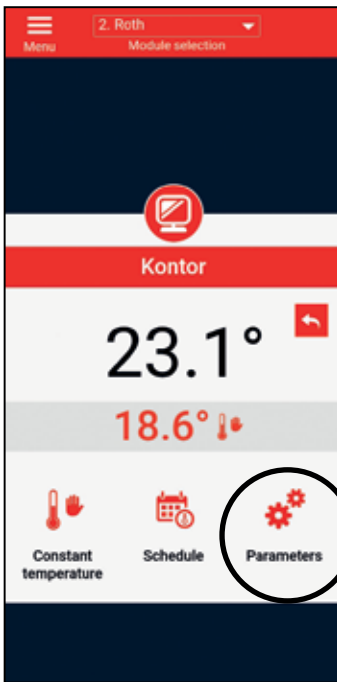 2. Roth
Menu
Module selection
Kontor
23.1°
18.6°
Constant
temperature
Schedule
Parameters